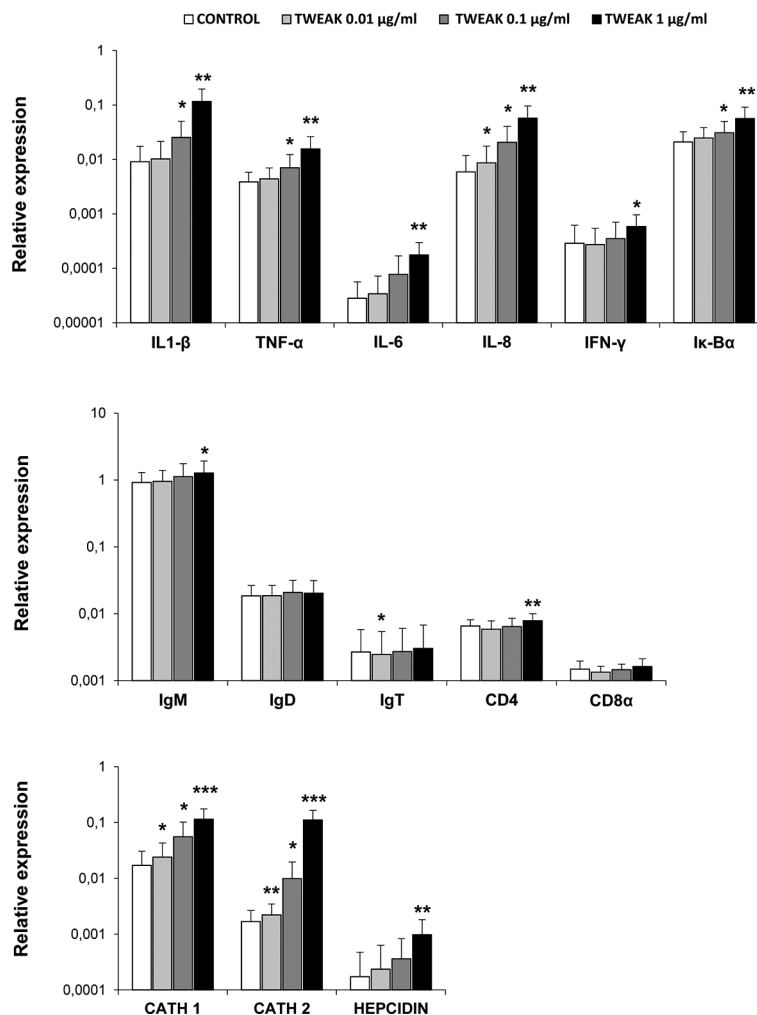 CONTROL TWEAK 0.01 µg/ml TWEAK 0.1 µg/ml TWEAK 1 µg/ml
Relative expression
1
0,1
0,01
0,001
0,0001
0,00001
* ** * ** ** * * ** * * **
IL1-β TNF-α IL-6 IL-8 IFN-γ Iκ-Bα
Relative expression
10
1
0,1
0,01
0,001
* * **
IgM IgD IgT CD4 CD8α
Relative expression
1
0,1
0,01
0,001
0,0001
* * *** ** * *** **
CATH 1 CATH 2 HEPCIDIN